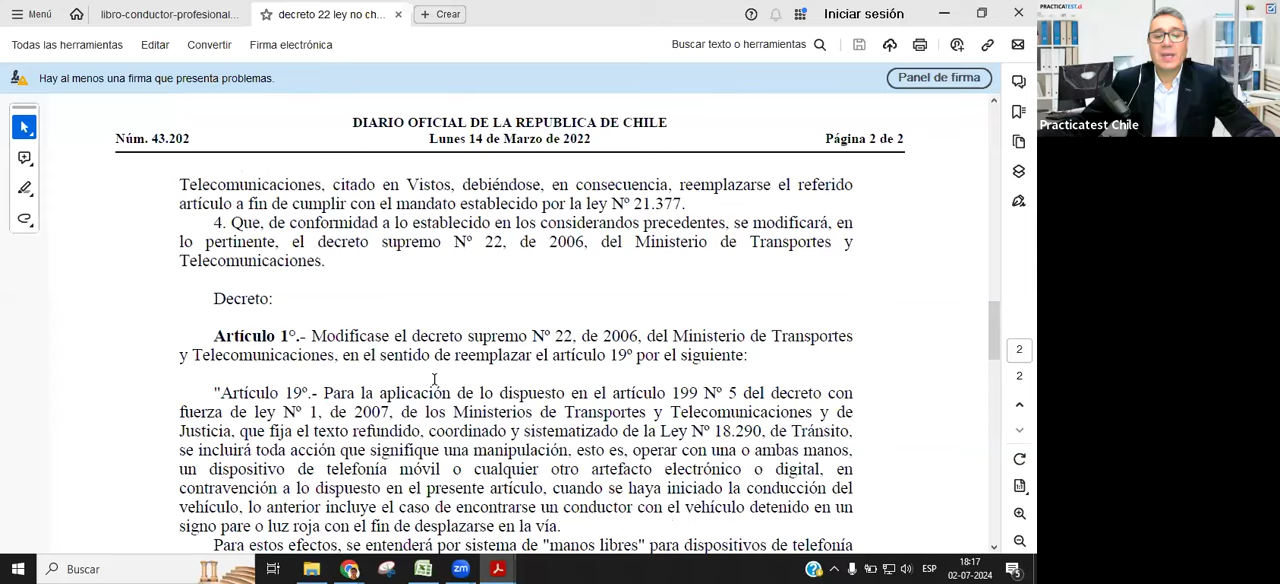 Menú
libro-conductor-profesional...
decreto 22 ley no ch...
Crear
Iniciar sesión
PRACTICATEST.cl
Todas las herramientas
Editar
Convertir
Firma electrónica
Buscar texto o herramientas
Hay al menos una firma que presenta problemas.
Panel de firma
Practicatest Chile
DIARIO OFICIAL DE LA REPUBLICA DE CHILE
Núm. 43.202
Lunes 14 de Marzo de 2022
Página 2 de 2
Telecomunicaciones, citado en Vistos, debiéndose, en consecuencia, reemplazarse el referido
artículo a fin de cumplir con el mandato establecido por la ley Nº 21.377.
4. Que, de conformidad a lo establecido en los considerandos precedentes, se modificará, en
lo pertinente, el decreto supremo Nº 22, de 2006, del Ministerio de Transportes y
Telecomunicaciones.
Decreto:
Artículo 1°.- Modifícase el decreto supremo Nº 22, de 2006, del Ministerio de Transportes
y Telecomunicaciones, en el sentido de reemplazar el artículo 19º por el siguiente:
"Artículo 19º.- Para la aplicación de lo dispuesto en el artículo 199 Nº 5 del decreto con
fuerza de ley Nº 1, de 2007, de los Ministerios de Transportes y Telecomunicaciones y de
Justicia, que fija el texto refundido, coordinado y sistematizado de la Ley Nº 18.290, de Tránsito,
se incluirá toda acción que signifique una manipulación, esto es, operar con una o ambas manos,
un dispositivo de telefonía móvil o cualquier otro artefacto electrónico o digital, en
contravención a lo dispuesto en el presente artículo, cuando se haya iniciado la conducción del
vehículo, lo anterior incluye el caso de encontrarse un conductor con el vehículo detenido en un
signo pare o luz roja con el fin de desplazarse en la vía.
Para estos efectos, se entenderá por sistema de "manos libres" para dispositivos de telefonía
2
2
Buscar
zm
ESP
18:17
02-07-2024
5